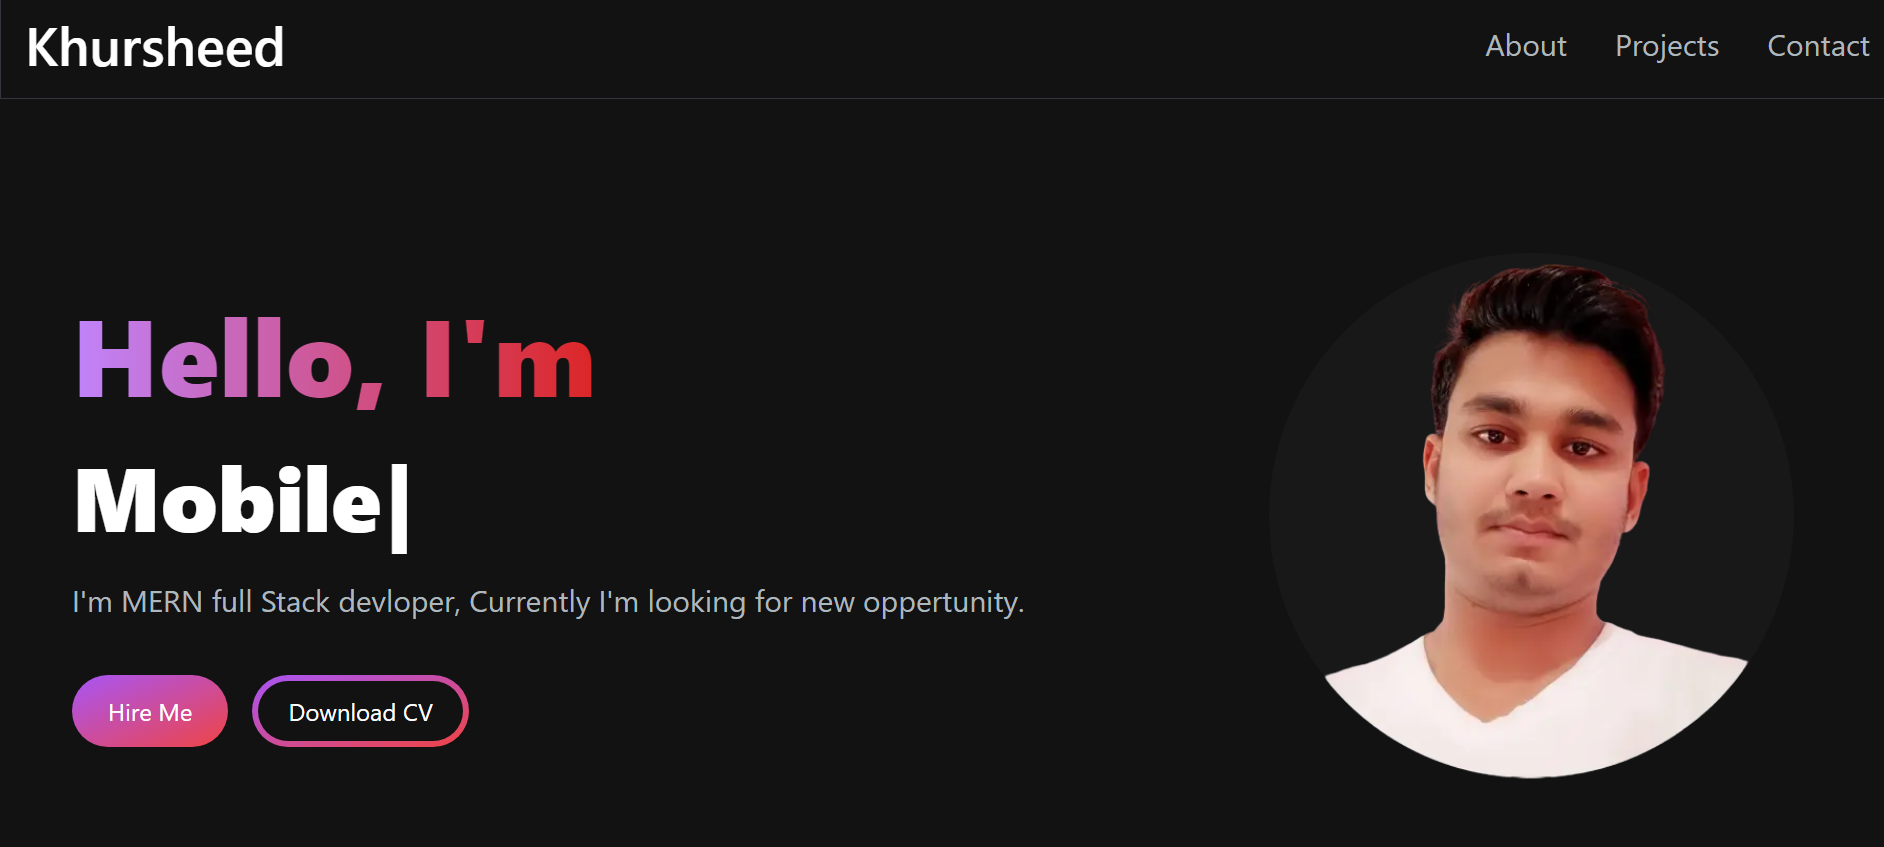 Khursheed
About Projects Contact
Hello, I'm
Mobile|
I'm MERN full Stack devloper, Currently I'm looking for new oppertunity.
Hire Me Download CV